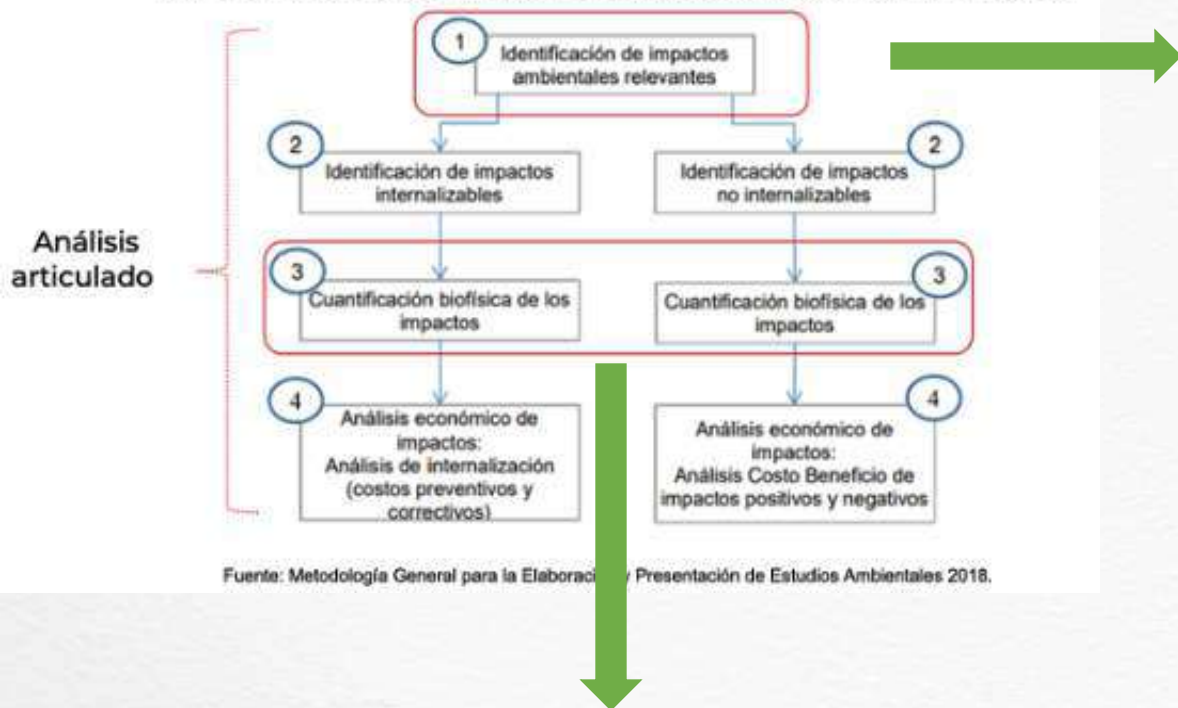 1
Identificación de impactos
ambientales relevantes
2
Identificación de impactos
internalizables
2
Identificación de impactos
no internalizables
Análisis
articulado
3
Cuantificación biofísica de los
impactos
3
Cuantificación biofísica de los
impactos
4
Análisis económico de
impactos:
Análisis de internalización
(costos preventivos y
correctivos)
4
Análisis económico de
impactos:
Análisis Costo Beneficio de
impactos positivos y negativos
Fuente: Metodología General para la Elaboración y Presentación de Estudios Ambientales 2018.